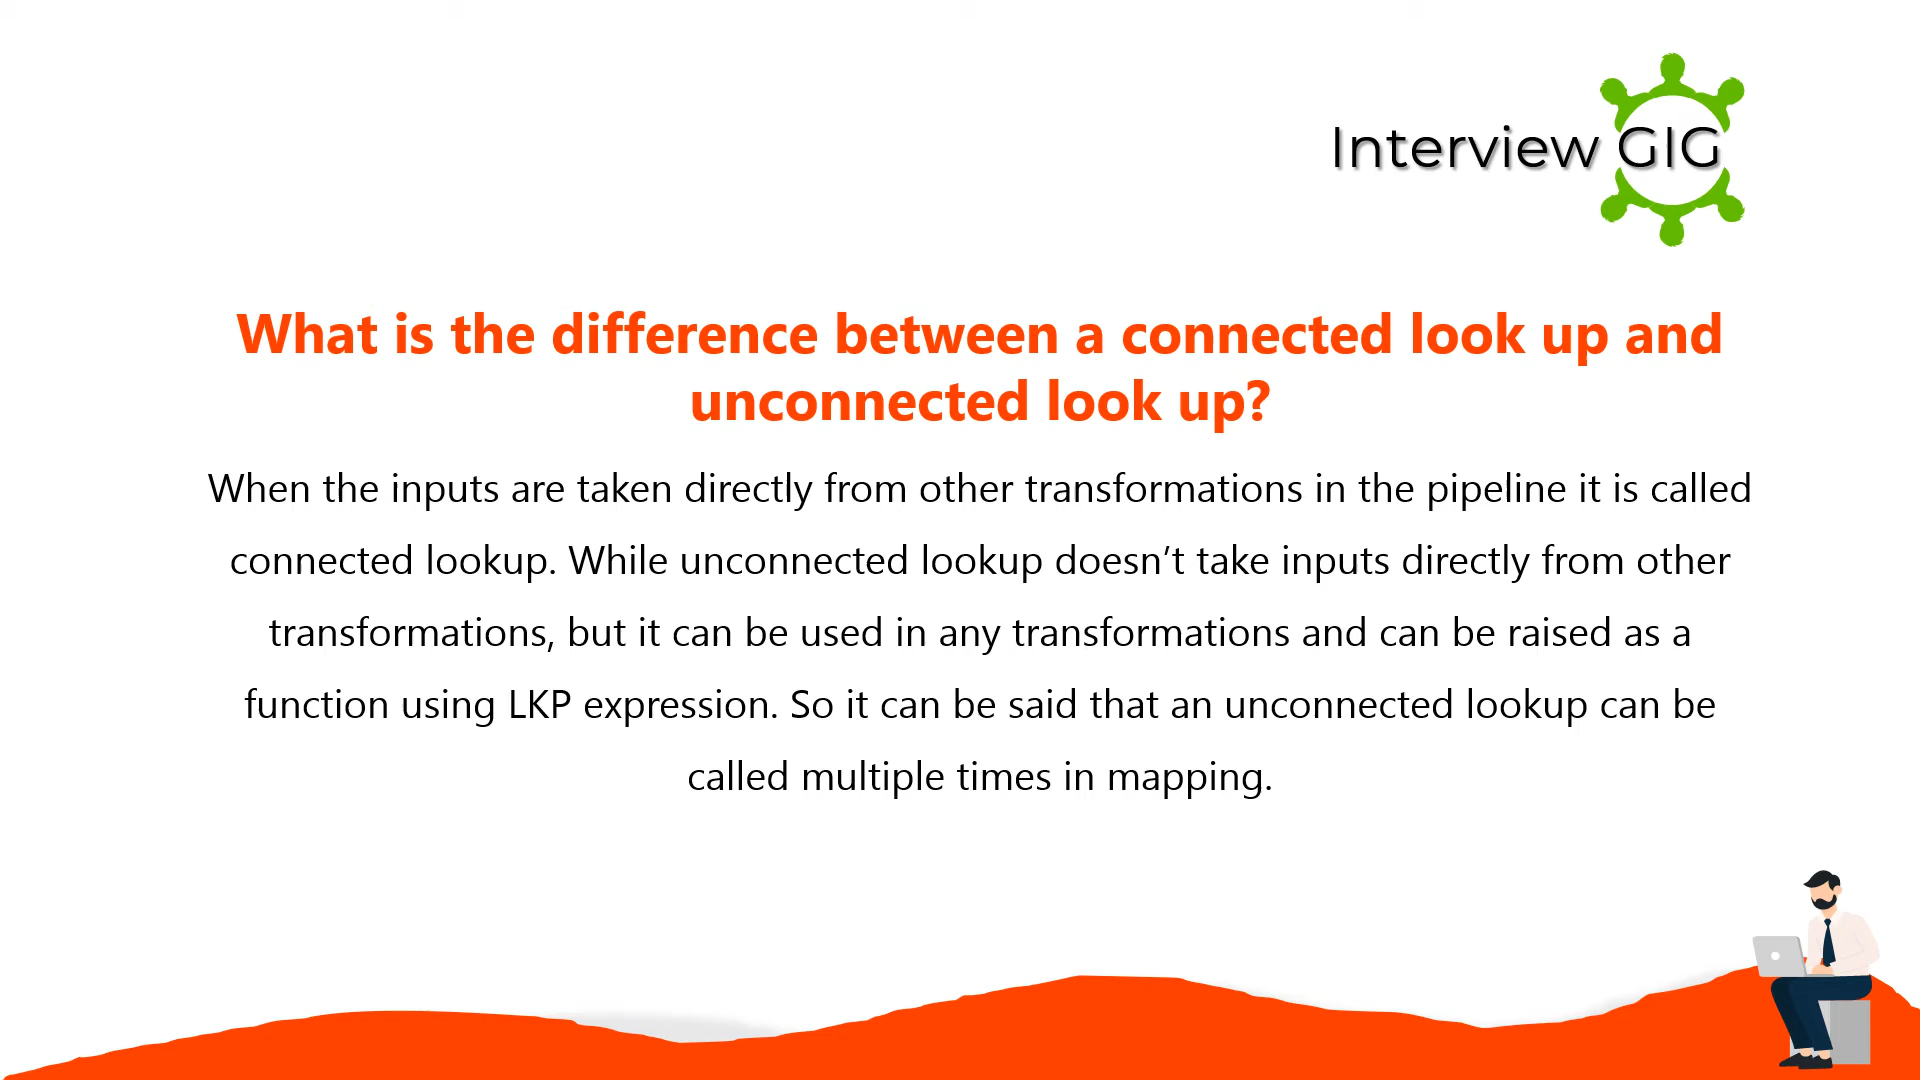 Interview GIG
What is the difference between a connected look up and
unconnected look up?
When the inputs are taken directly from other transformations in the pipeline it is called
connected lookup. While unconnected lookup doesn’t take inputs directly from other
transformations, but it can be used in any transformations and can be raised as a
function using LKP expression. So it can be said that an unconnected lookup can be
called multiple times in mapping.